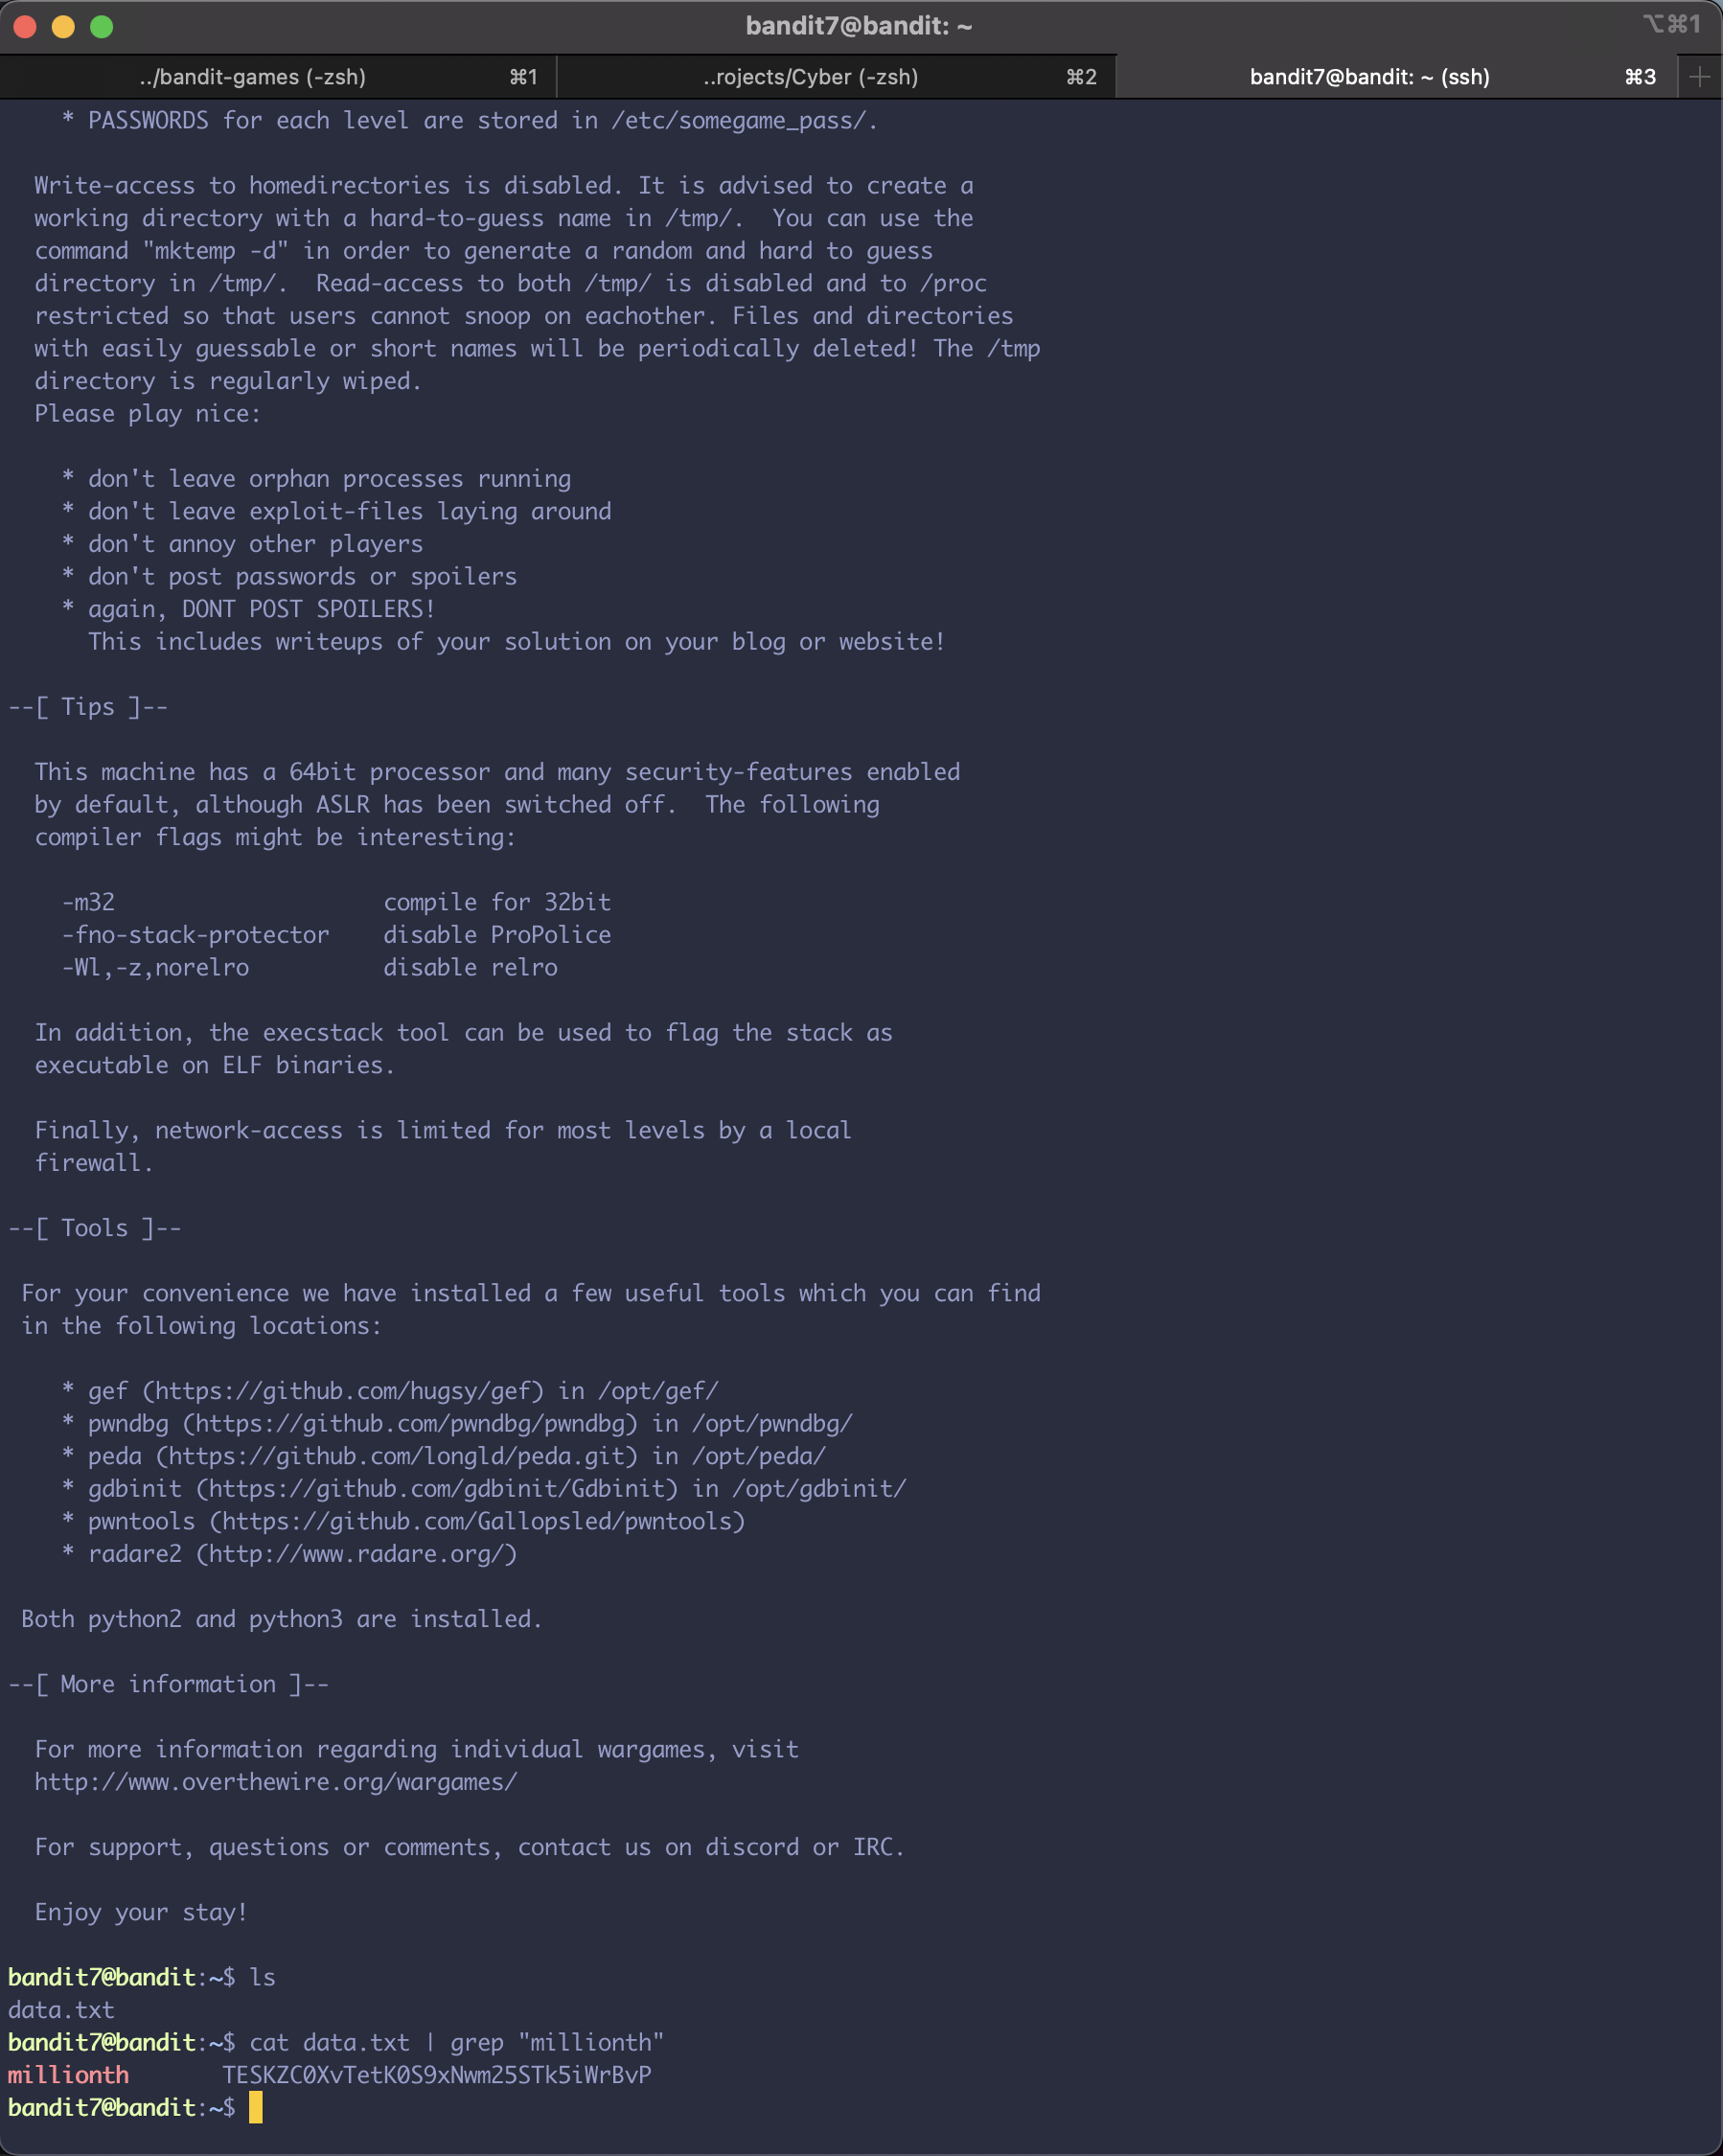 bandit7@bandit: ~
⌥⌘1
../bandit-games (-zsh) ⌘1 ..rojects/Cyber (-zsh) ⌘2 bandit7@bandit: ~ (ssh) ⌘3
* PASSWORDS for each level are stored in /etc/somegame_pass/.
Write-access to homedirectories is disabled. It is advised to create a
working directory with a hard-to-guess name in /tmp/.  You can use the
command "mktemp -d" in order to generate a random and hard to guess
directory in /tmp/.  Read-access to both /tmp/ is disabled and to /proc
restricted so that users cannot snoop on eachother. Files and directories
with easily guessable or short names will be periodically deleted! The /tmp
directory is regularly wiped.
Please play nice:
* don't leave orphan processes running
* don't leave exploit-files laying around
* don't annoy other players
* don't post passwords or spoilers
* again, DONT POST SPOILERS!
This includes writeups of your solution on your blog or website!
--[ Tips ]--
This machine has a 64bit processor and many security-features enabled
by default, although ASLR has been switched off.  The following
compiler flags might be interesting:
-m32                    compile for 32bit
-fno-stack-protector    disable ProPolice
-Wl,-z,norelro          disable relro
In addition, the execstack tool can be used to flag the stack as
executable on ELF binaries.
Finally, network-access is limited for most levels by a local
firewall.
--[ Tools ]--
For your convenience we have installed a few useful tools which you can find
in the following locations:
* gef (https://github.com/hugsy/gef) in /opt/gef/
* pwndbg (https://github.com/pwndbg/pwndbg) in /opt/pwndbg/
* peda (https://github.com/longld/peda.git) in /opt/peda/
* gdbinit (https://github.com/gdbinit/Gdbinit) in /opt/gdbinit/
* pwntools (https://github.com/Gallopsled/pwntools)
* radare2 (http://www.radare.org/)
Both python2 and python3 are installed.
--[ More information ]--
For more information regarding individual wargames, visit
http://www.overthewire.org/wargames/
For support, questions or comments, contact us on discord or IRC.
Enjoy your stay!
bandit7@bandit:~$ ls
data.txt
bandit7@bandit:~$ cat data.txt | grep "millionth"
millionth       TESKZC0XvTetK0S9xNwm25STk5iWrBvP
bandit7@bandit:~$